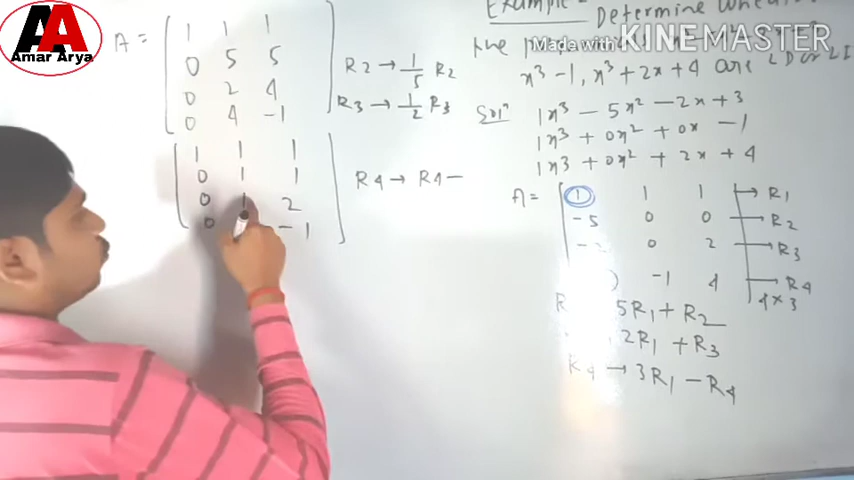 AA
Amar Arya
Made with KINEMASTER
A = [ 1 1 1
0 5 5
0 2 4
0 4 -1 ]
R2 → 1/5 R2
R3 → 1/2 R3
[ 1 1 1
0 1 1
0 1 2
0 -1 ]
R4 → R4 -
Example - Determine
the
x³ - 1, x³ + 2x + 4 are LD or LI
Solⁿ 1x³ - 5x² - 2x + 3
1x³ + 0x² + 0x - 1
1x3 + 0x² + 2x + 4
A = [ 1 1 1 → R1
-5 0 0 → R2
0 2 → R3
-1 4 → R4
4×3
5R1 + R2
2R1 + R3
R4 → 3R1 - R4